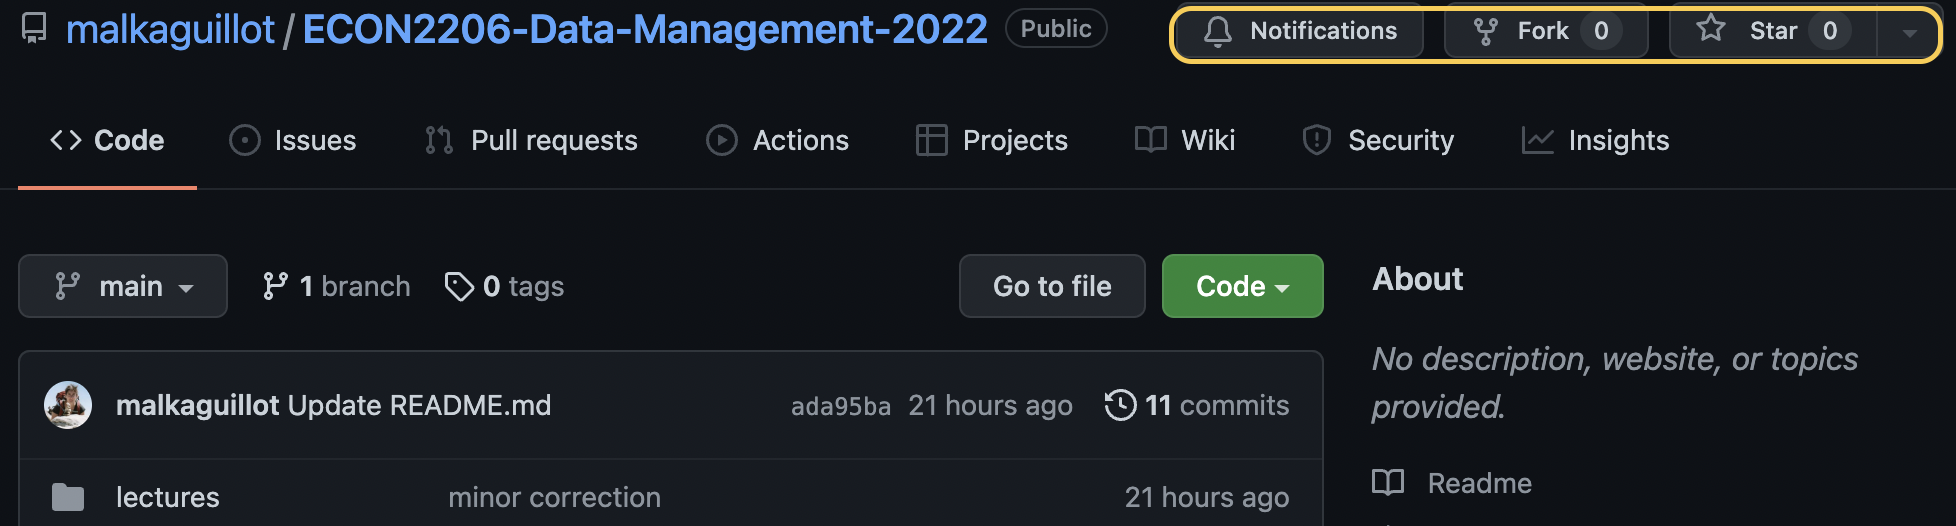 malkaguillot / ECON2206-Data-Management-2022 Public Notifications Fork 0 Star 0
Code Issues Pull requests Actions Projects Wiki Security Insights
main 1 branch 0 tags Go to file Code
About
No description, website, or topics
provided.
malkaguillot Update README.md ada95ba 21 hours ago 11 commits
Readme
lectures minor correction 21 hours ago